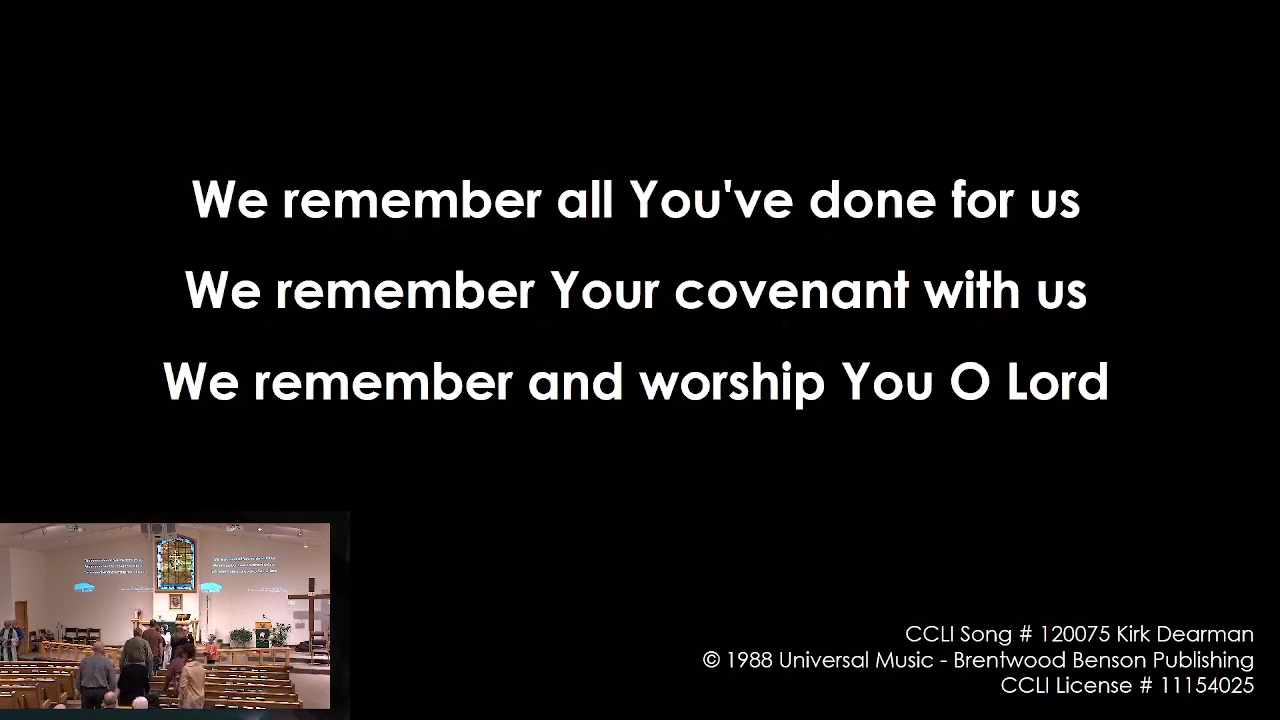 We remember all You've done for us
We remember Your covenant with us
We remember and worship You O Lord
CCLI Song # 120075 Kirk Dearman
© 1988 Universal Music - Brentwood Benson Publishing
CCLI License # 11154025